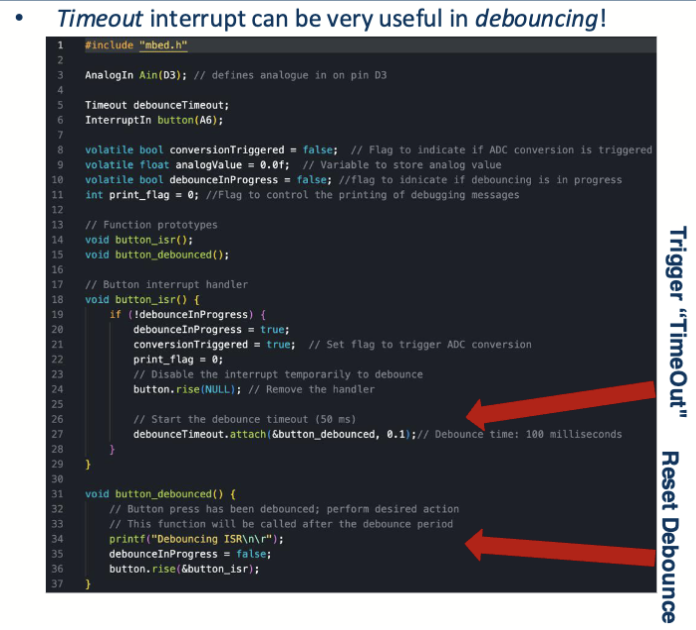 • Timeout interrupt can be very useful in debouncing!
1 #include "mbed.h"
2
3 AnalogIn Ain(D3); // defines analogue in on pin D3
4
5 Timeout debounceTimeout;
6 InterruptIn button(A6);
7
8 volatile bool conversionTriggered = false; // Flag to indicate if ADC conversion is triggered
9 volatile float analogValue = 0.0f; // Variable to store analog value
10 volatile bool debounceInProgress = false; //flag to idnicate if debouncing is in progress
11 int print_flag = 0; //Flag to control the printing of debugging messages
12
13 // Function prototypes
14 void button_isr();
15 void button_debounced();
16
17 // Button interrupt handler
18 void button_isr() {
19 if (!debounceInProgress) {
20 debounceInProgress = true;
21 conversionTriggered = true; // Set flag to trigger ADC conversion
22 print_flag = 0;
23 // Disable the interrupt temporarily to debounce
24 button.rise(NULL); // Remove the handler
25
26 // Start the debounce timeout (50 ms)
27 debounceTimeout.attach(&button_debounced, 0.1);// Debounce time: 100 milliseconds
28 }
29 }
30
31 void button_debounced() {
32 // Button press has been debounced; perform desired action
33 // This function will be called after the debounce period
34 printf("Debouncing ISR\n\r");
35 debounceInProgress = false;
36 button.rise(&button_isr);
37 }
Trigger “TimeOut"
Reset Debounce